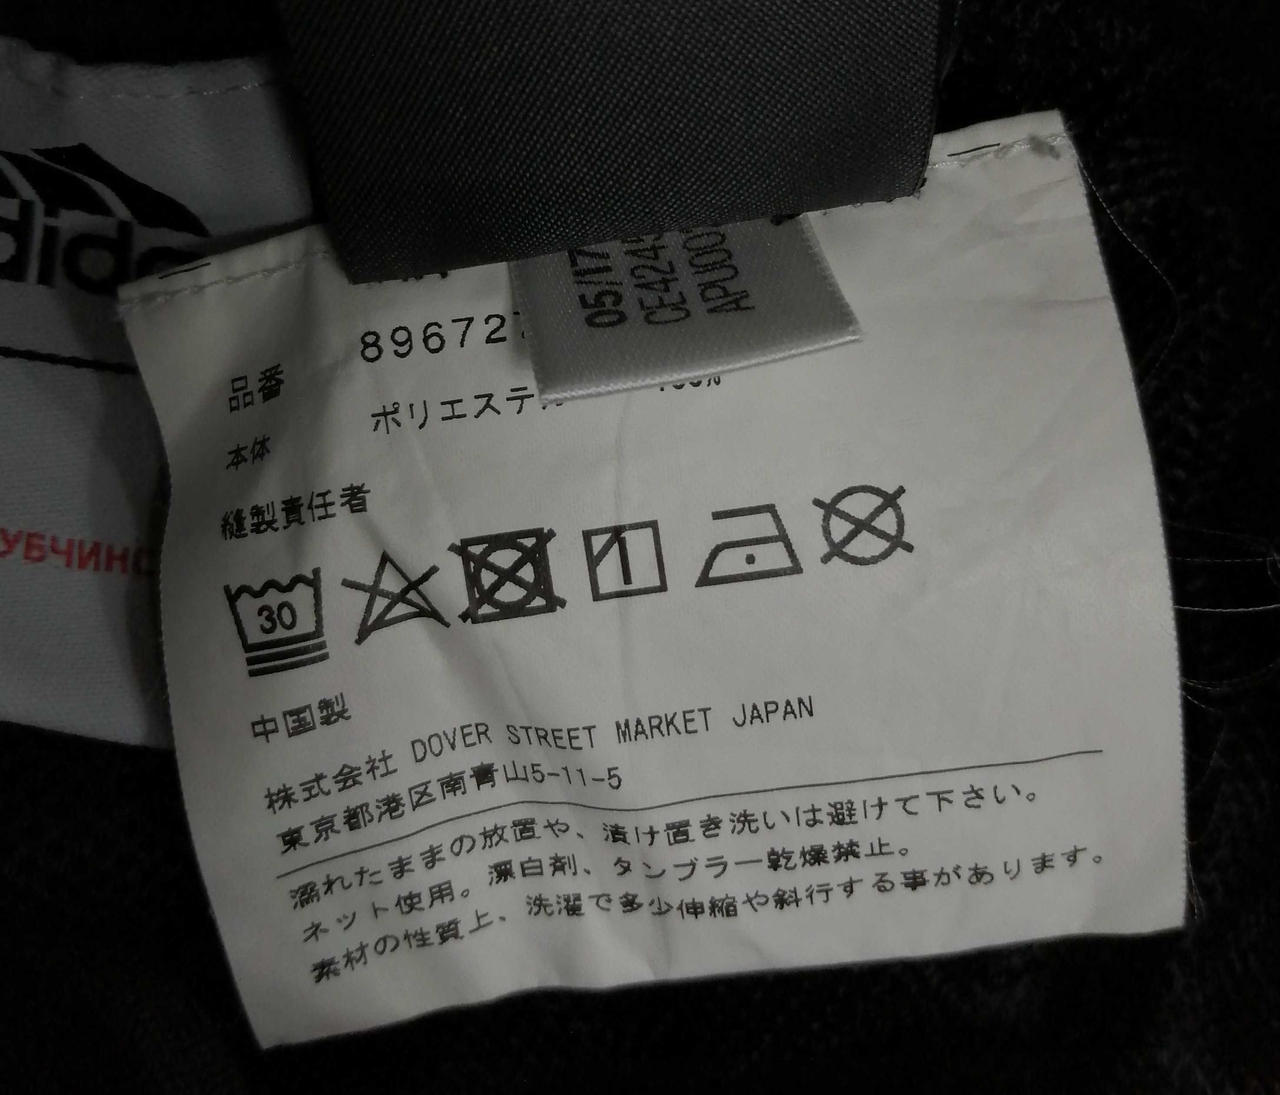 adida
УБЧИНС
05/17
CE424
APU00
品番
89672
本体
ポリエステ
100%
縫製責任者
30
中国製
株式会社 DOVER STREET MARKET JAPAN
東京都港区南青山5-11-5
濡れたままの放置や、漬け置き洗いは避けて下さい。
ネット使用。漂白剤、タンブラー乾燥禁止。
素材の性質上、洗濯で多少伸縮や斜行する事があります。